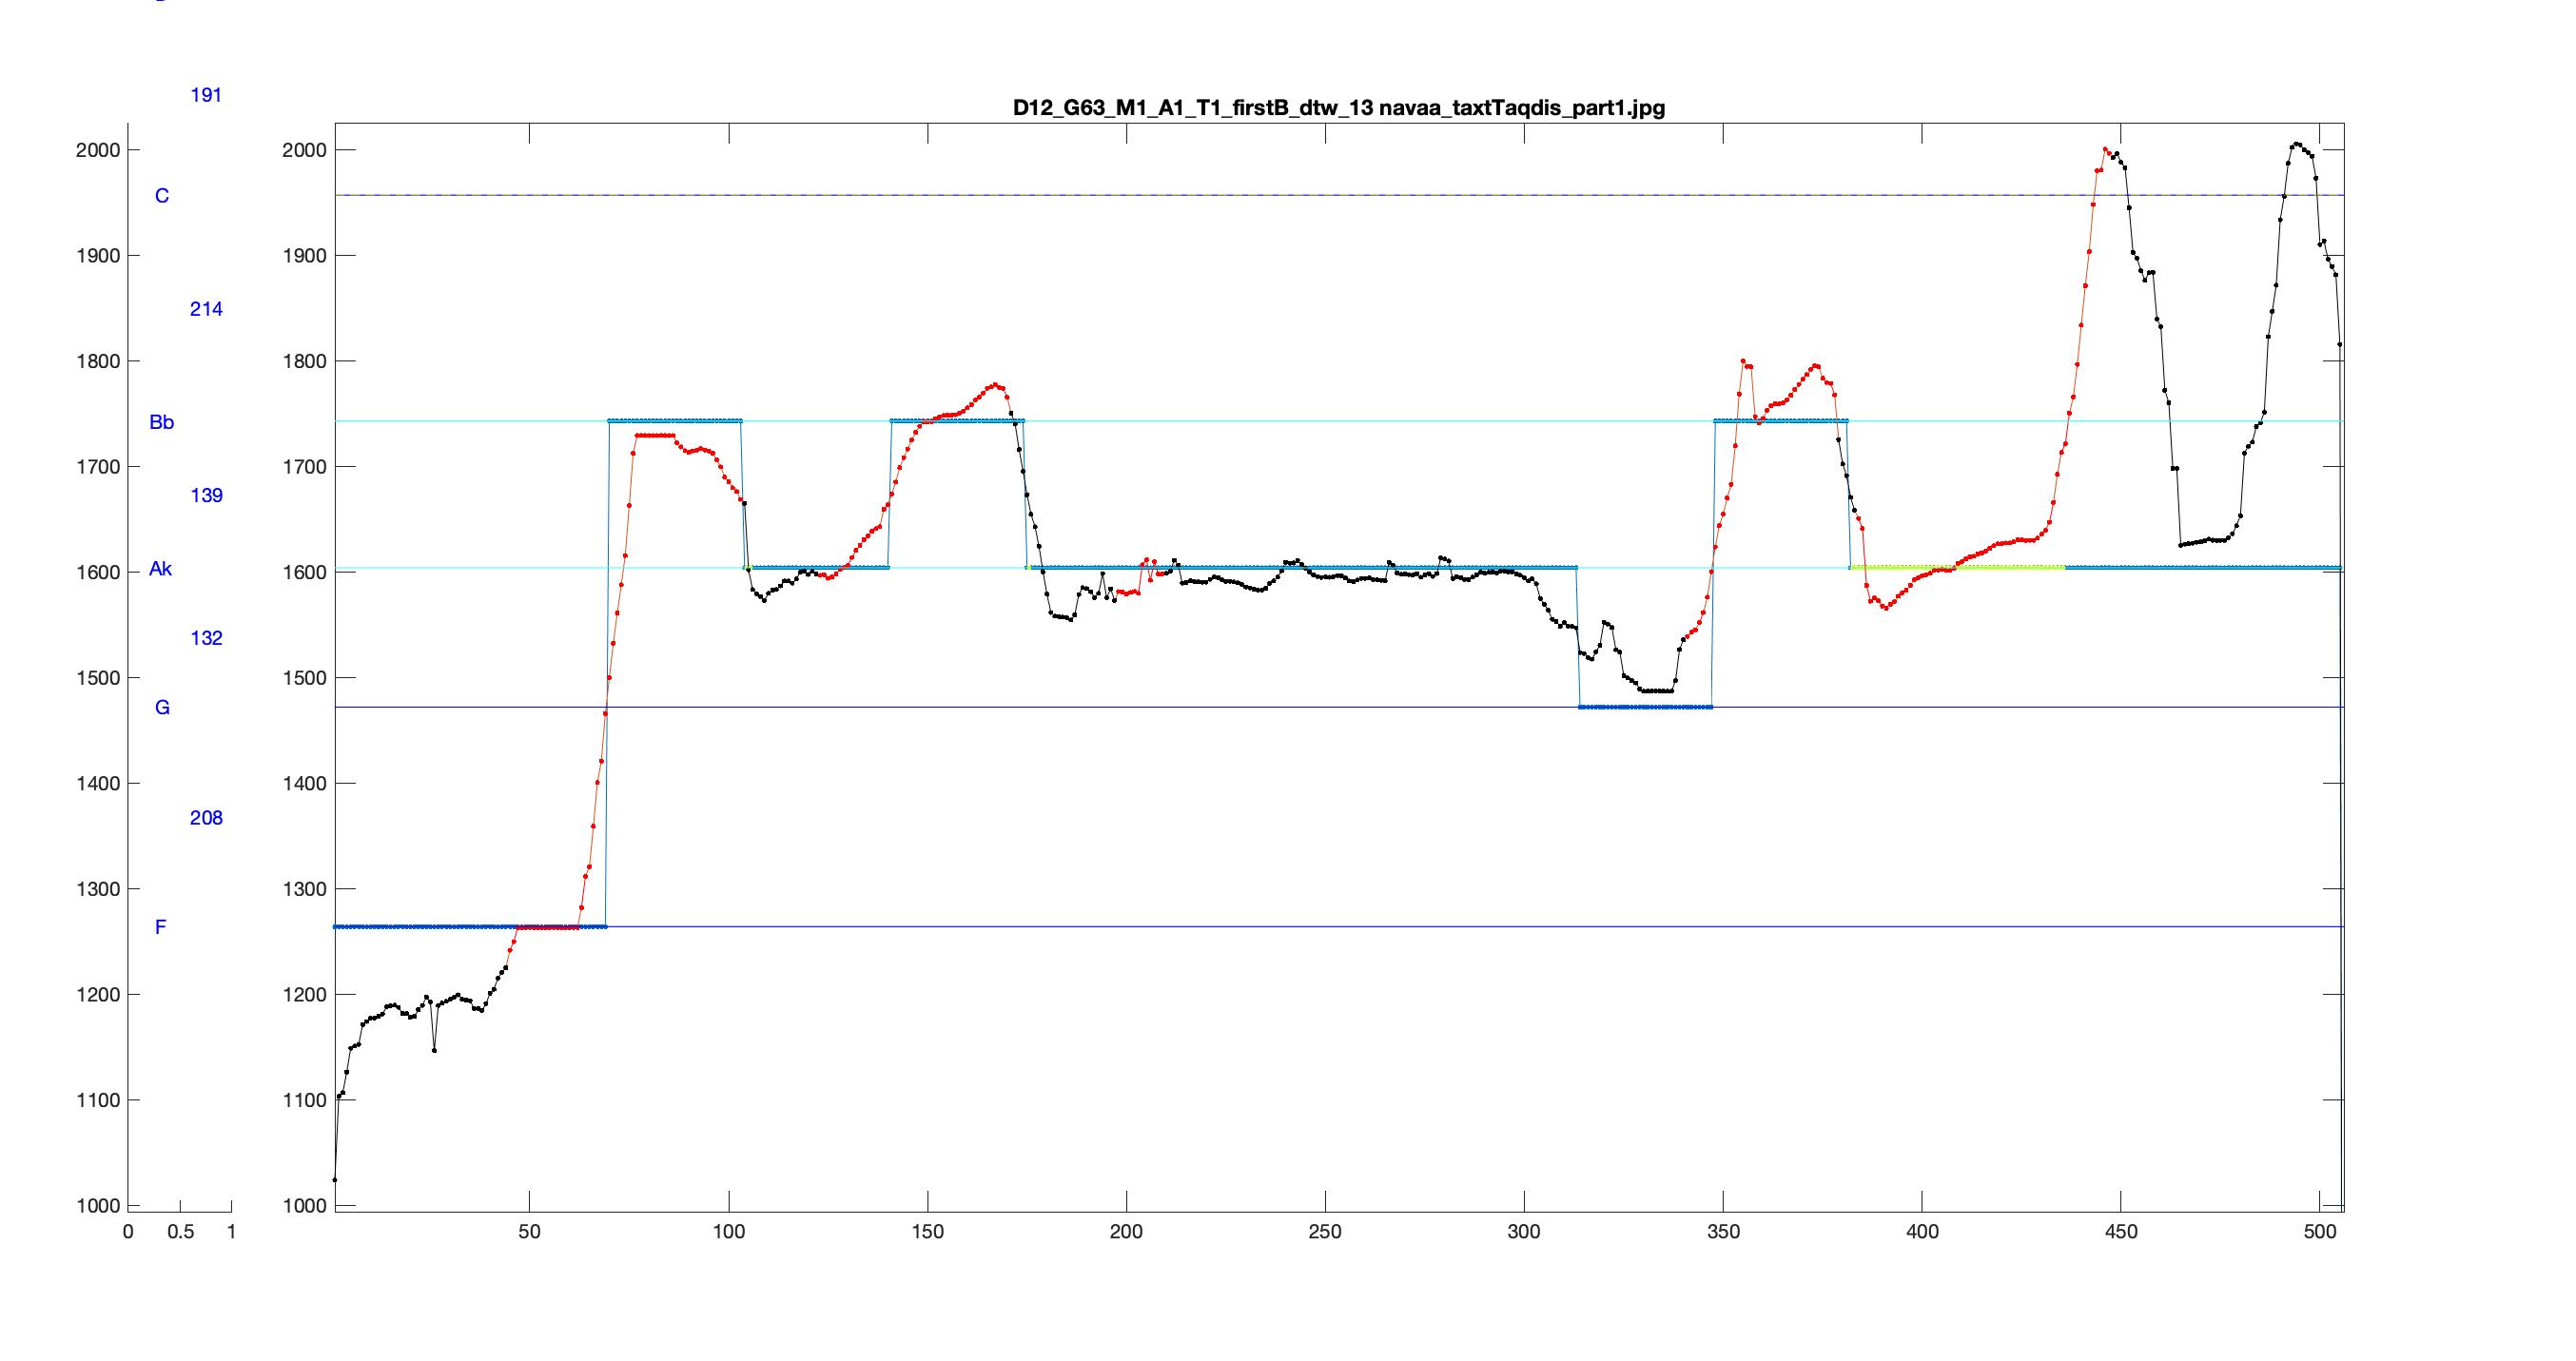 191
D12_G63_M1_A1_T1_firstB_dtw_13 navaa_taxtTaqdis_part1.jpg
2000 2000
C
1900 214 1900
1800 1800
Bb
1700 139 1700
1600 Ak 1600
132
1500 1500
G
1400 208 1400
1300 1300
F
1200 1200
1100 1100
1000 1000
0 0.5 1 50 100 150 200 250 300 350 400 450 500